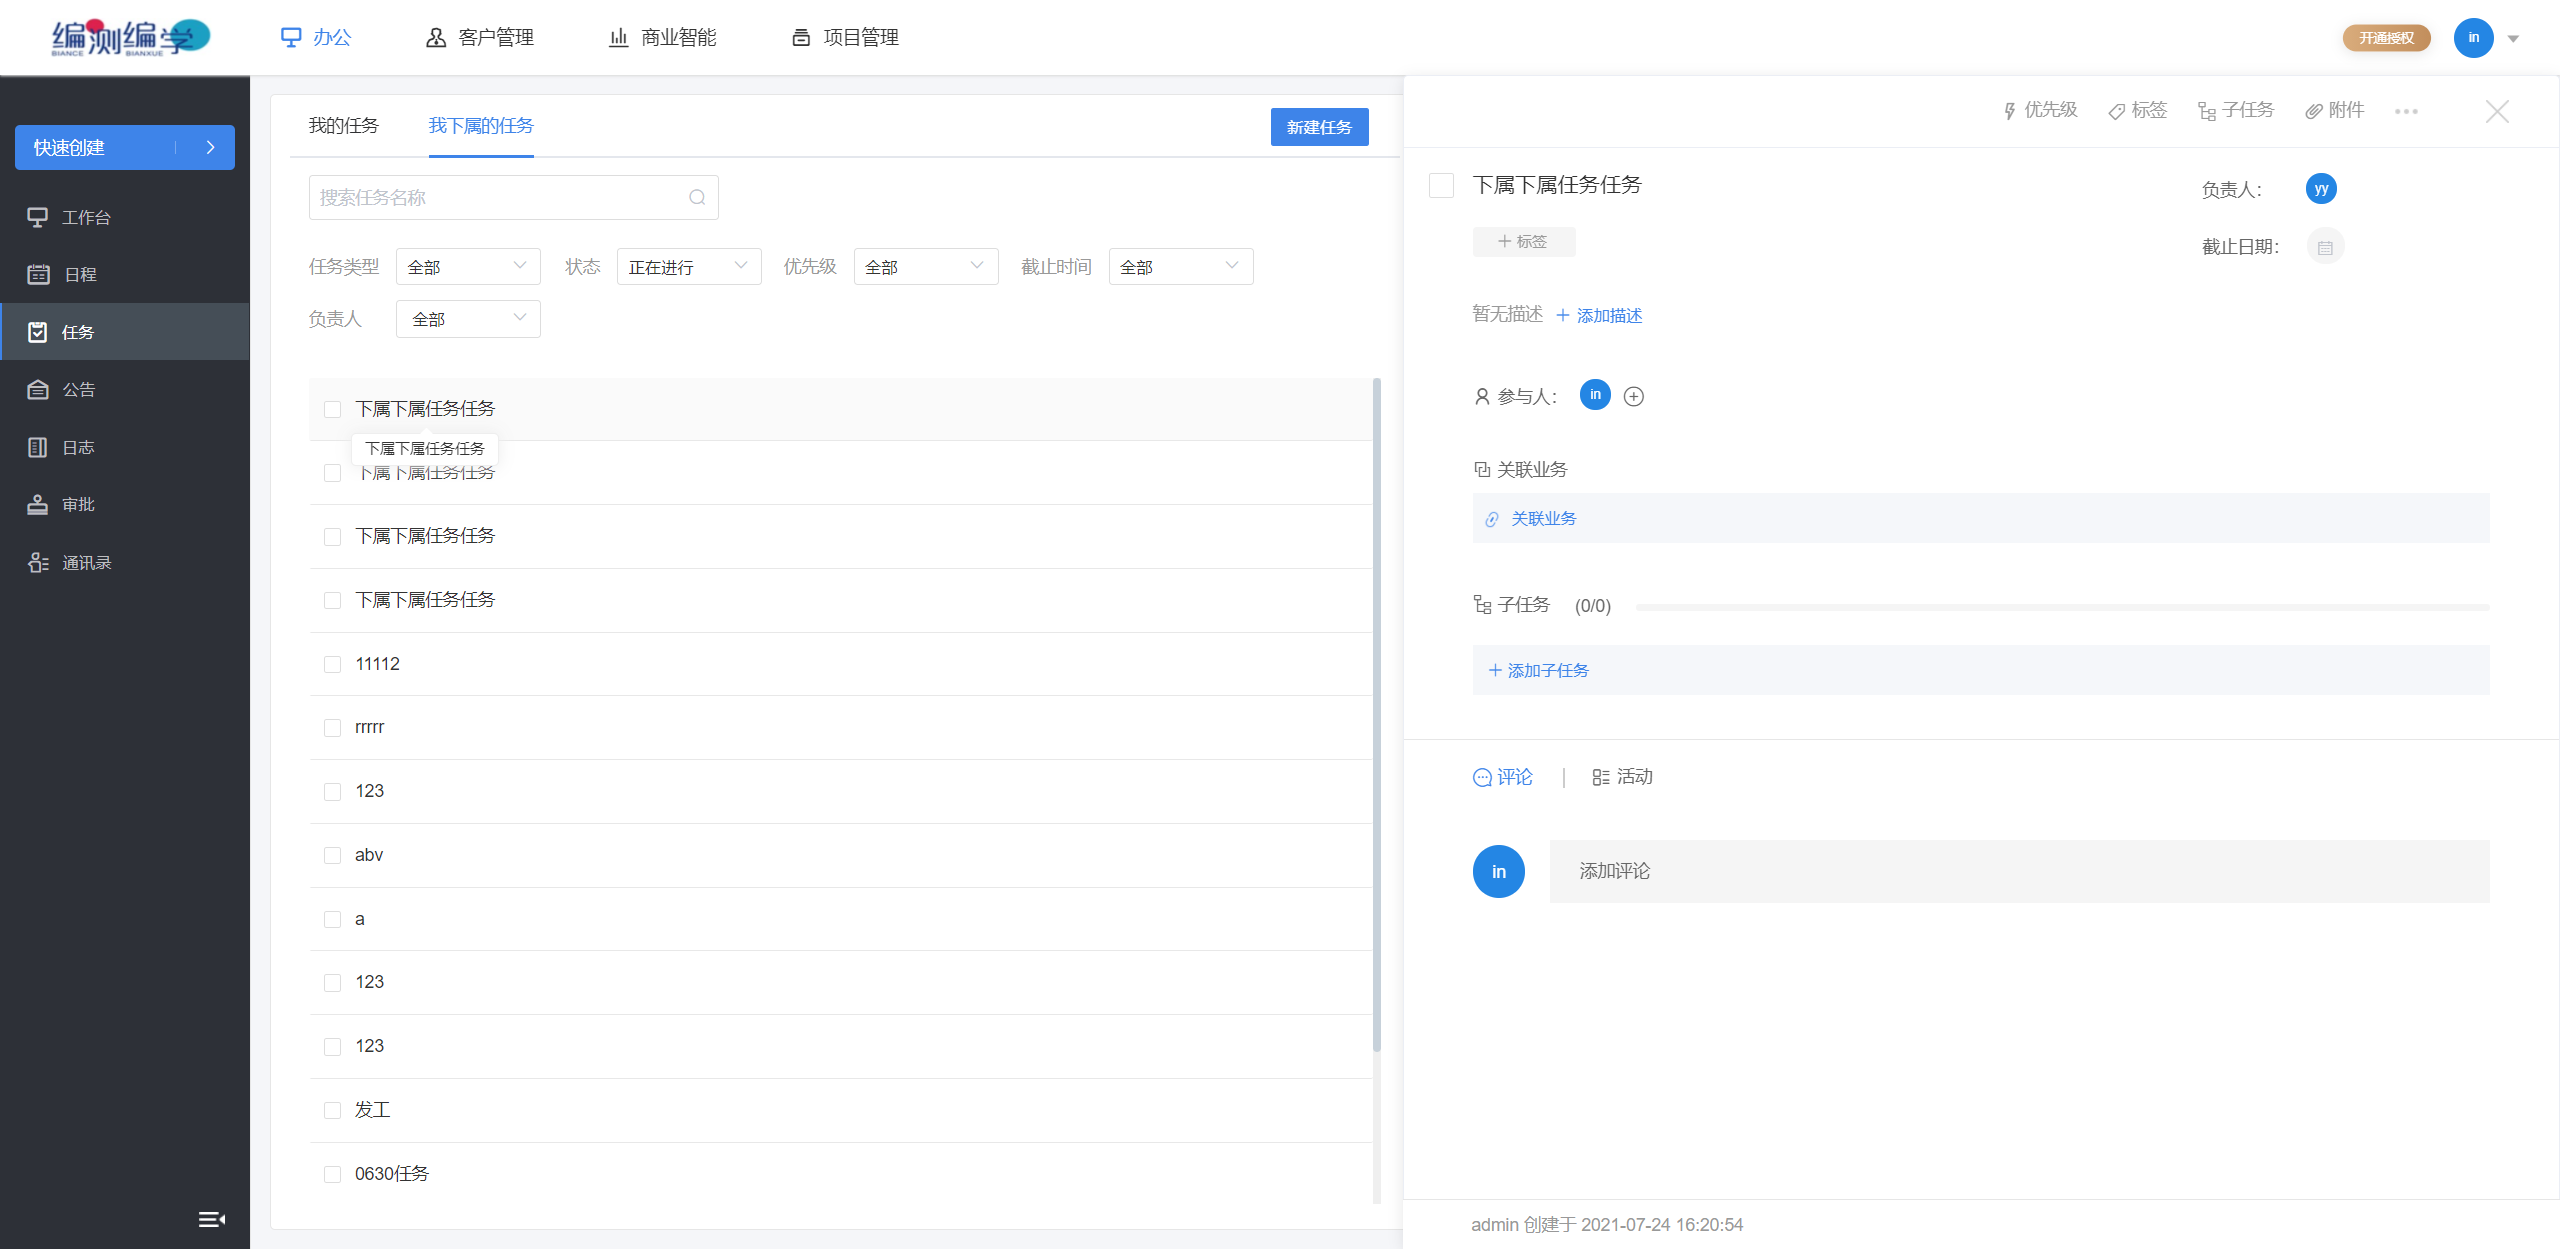 编测编学
BIANCE BIANXUE
办公 客户管理 商业智能 项目管理
开通授权 in
快速创建
工作台
日程
任务
公告
日志
审批
通讯录
我的任务 我下属的任务 新建任务
搜索任务名称
任务类型 全部 状态 正在进行 优先级 全部 截止时间 全部
负责人 全部
下属下属任务任务
下属下属任务任务
下属下属任务任务
下属下属任务任务
下属下属任务任务
11112
rrrrr
123
abv
a
123
123
发工
0630任务
优先级 标签 子任务 附件
下属下属任务任务
负责人: yy
+ 标签
截止日期:
暂无描述 + 添加描述
参与人: in
关联业务
关联业务
子任务 (0/0)
+ 添加子任务
评论 | 活动
in 添加评论
admin 创建于 2021-07-24 16:20:54